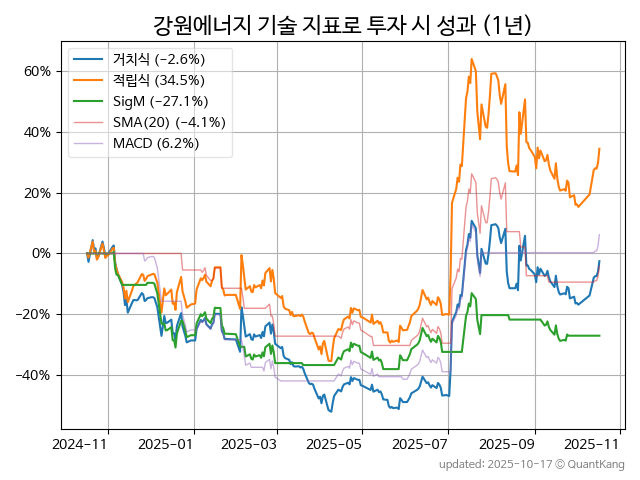 강원에너지 기술 지표로 투자 시 성과 (1년)
거치식 (−2.6%)
적립식 (34.5%)
SigM (−27.1%)
SMA(20) (−4.1%)
MACD (6.2%)
60%
40%
20%
0%
−20%
−40%
2024-11 2025-01 2025-03 2025-05 2025-07 2025-09 2025-11
updated: 2025-10-17 © QuantKang